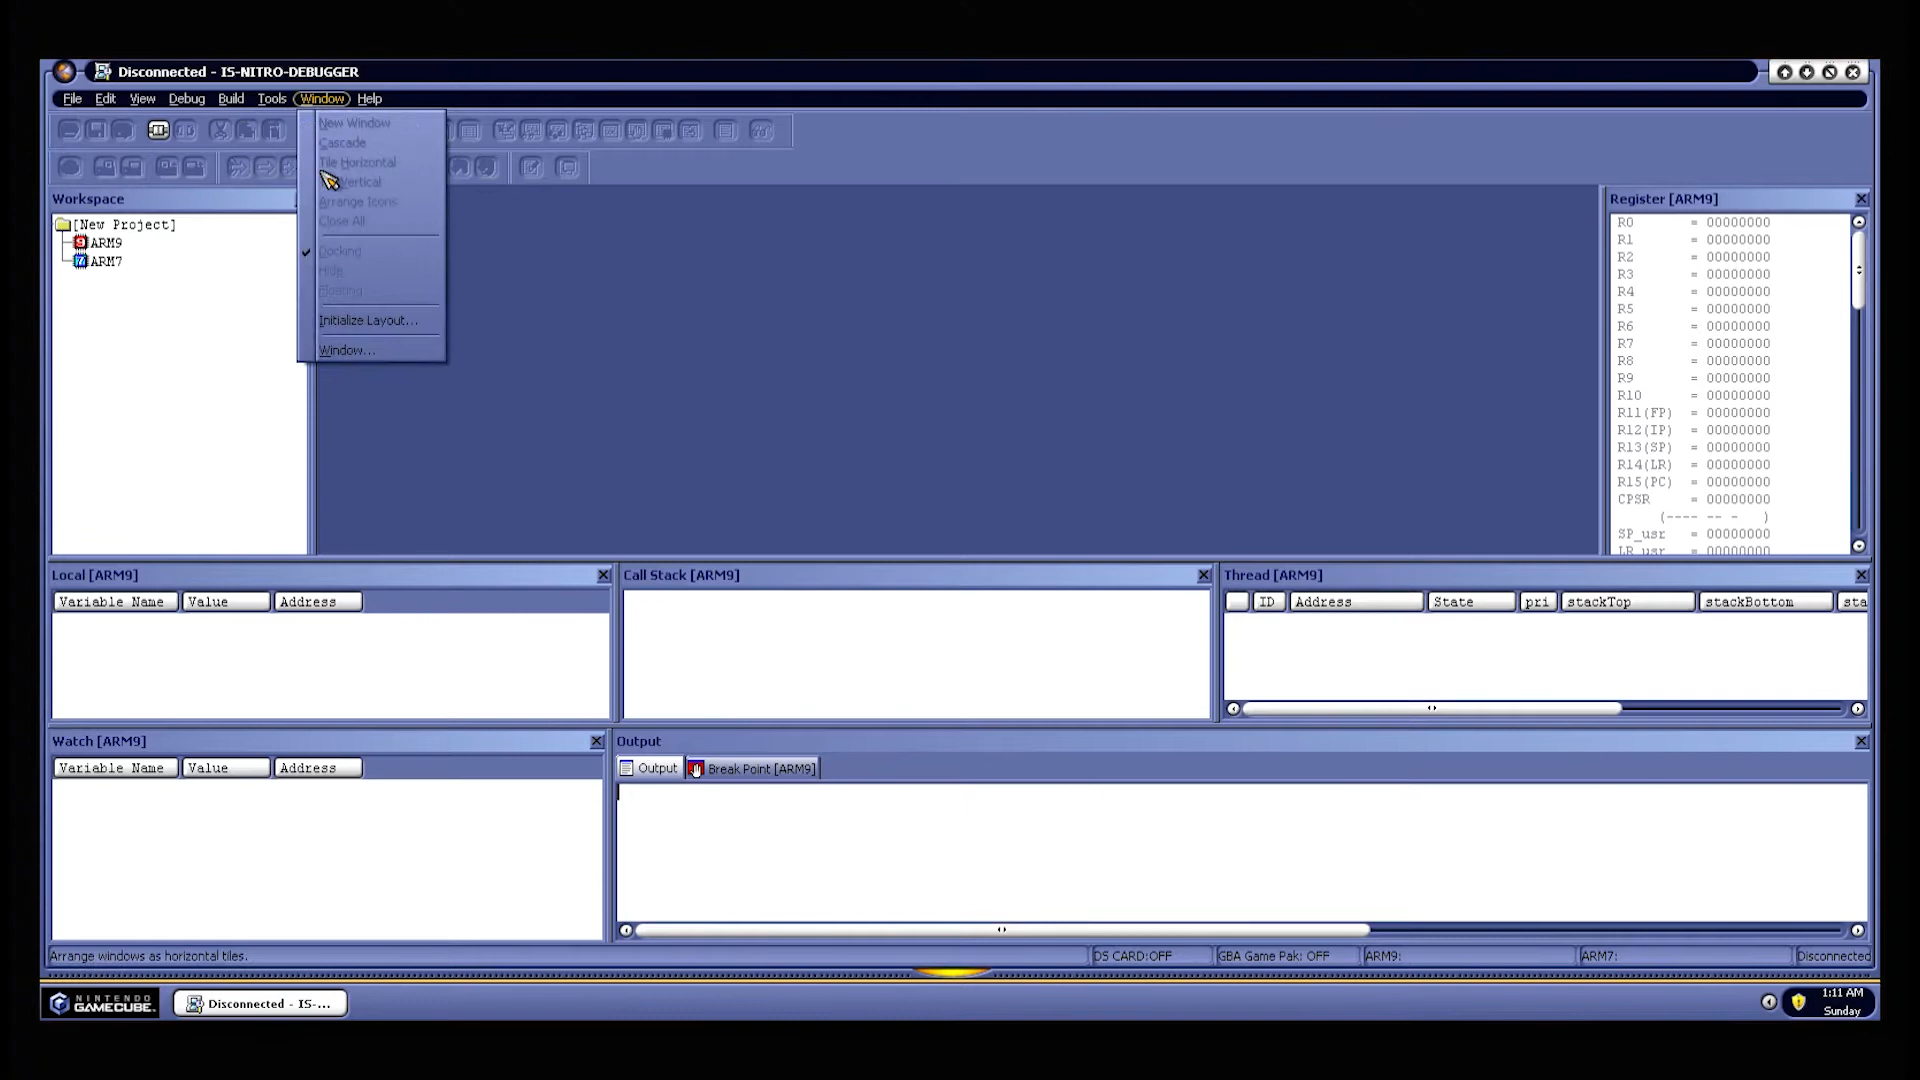 Disconnected - IS-NITRO-DEBUGGER
File Edit View Debug Build Tools Window Help
New Window
Cascade
Tile Horizontal
Vertical
Arrange Icons
Close All
Docking
Hide
Floating
Initialize Layout...
Window...
Workspace
[New Project]
ARM9
ARM7
Register [ARM9]
R0 = 00000000
R1 = 00000000
R2 = 00000000
R3 = 00000000
R4 = 00000000
R5 = 00000000
R6 = 00000000
R7 = 00000000
R8 = 00000000
R9 = 00000000
R10 = 00000000
R11(FP) = 00000000
R12(IP) = 00000000
R13(SP) = 00000000
R14(LR) = 00000000
R15(PC) = 00000000
CPSR = 00000000
(---- -- - )
SP_usr = 00000000
LR_usr = 00000000
Local [ARM9]
Variable Name Value Address
Call Stack [ARM9]
Thread [ARM9]
ID Address State pri stackTop stackBottom sta
Watch [ARM9]
Variable Name Value Address
Output
Output Break Point [ARM9]
Arrange windows as horizontal tiles.
DS CARD:OFF GBA Game Pak: OFF ARM9: ARM7: Disconnected
NINTENDO
GAMECUBE.
Disconnected - IS-...
1:11 AM
Sunday